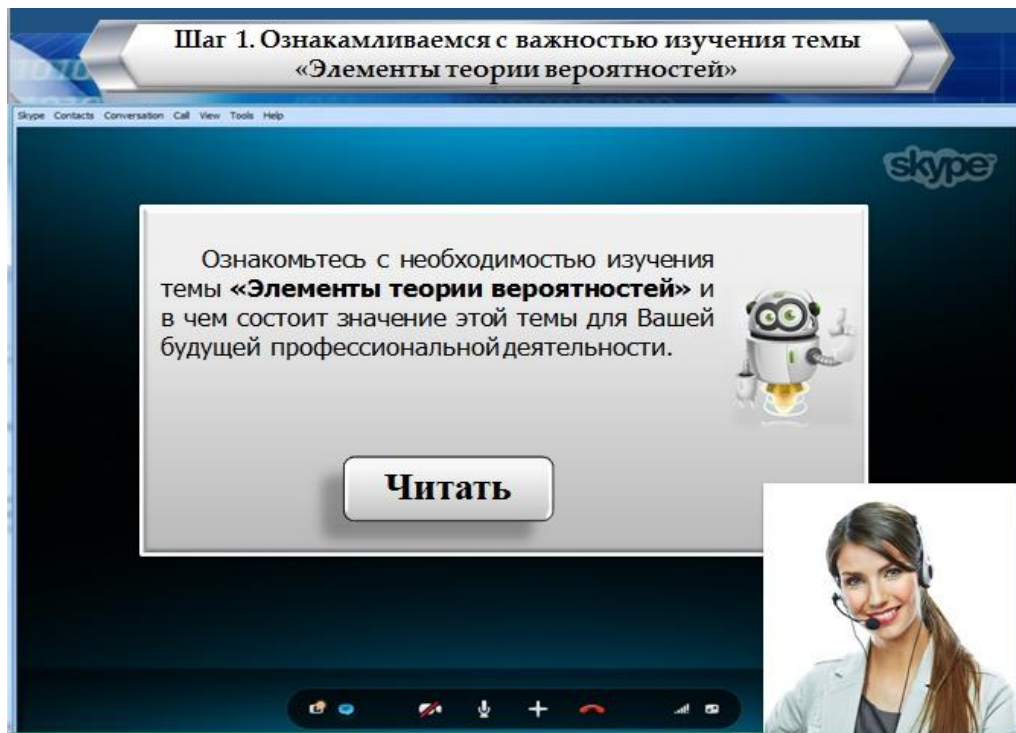 Шаг 1. Ознакамливаемся с важностью изучения темы
«Элементы теории вероятностей»
Skype Contacts Conversation Call View Tools Help
skype
Ознакомьтесь с необходимостью изучения
темы «Элементы теории вероятностей» и
в чем состоит значение этой темы для Вашей
будущей профессиональной деятельности.
Читать